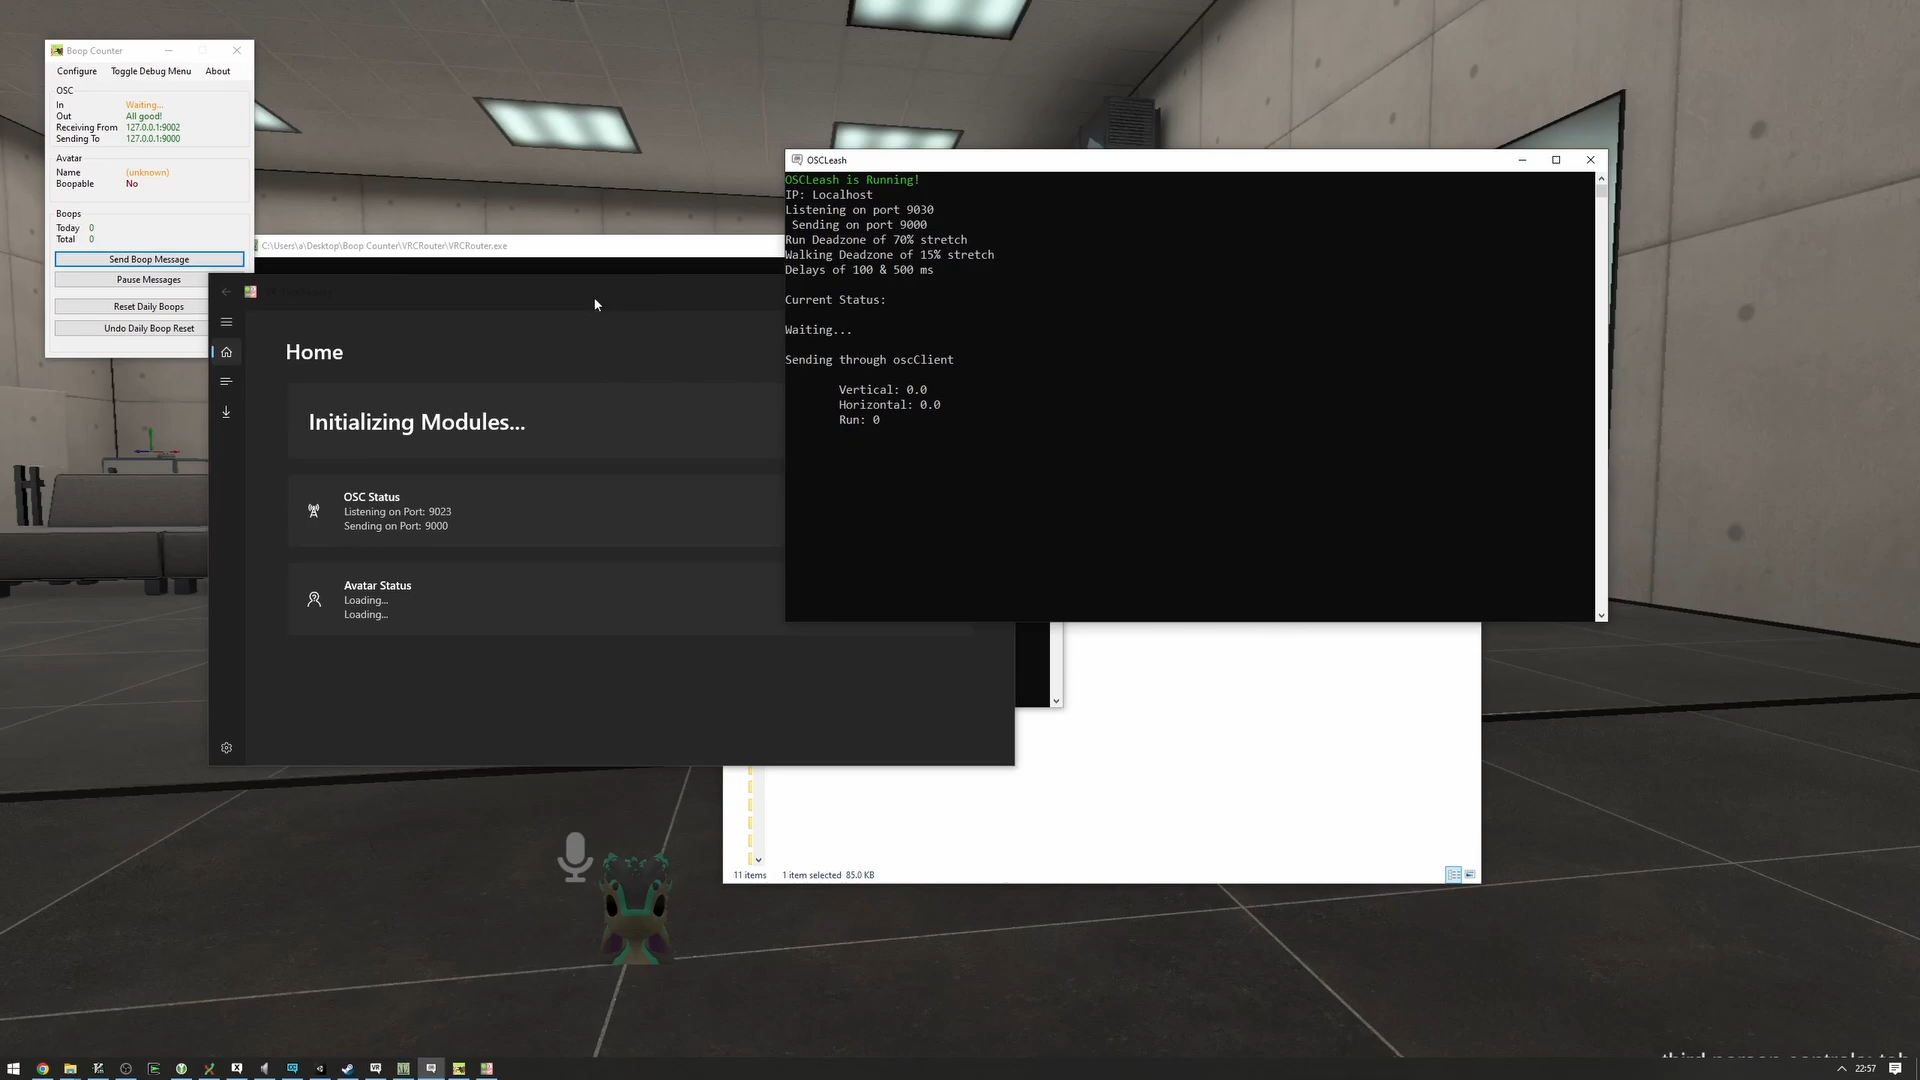 Boop Counter
Configure Toggle Debug Menu About
OSC
In Waiting...
Out All good!
Receiving From 127.0.0.1:9002
Sending To 127.0.0.1:9000
Avatar
Name (unknown)
Boopable No
Boops
Today 0
Total 0
Send Boop Message
Pause Messages
Reset Daily Boops
Undo Daily Boop Reset
C:\Users\a\Desktop\Boop Counter\VRCRouter\VRCRouter.exe
Home
Initializing Modules...
OSC Status
Listening on Port: 9023
Sending on Port: 9000
Avatar Status
Loading...
Loading...
OSCLeash
OSCLeash is Running!
IP: Localhost
Listening on port 9030
Sending on port 9000
Run Deadzone of 70% stretch
Walking Deadzone of 15% stretch
Delays of 100 & 500 ms
Current Status:
Waiting...
Sending through oscClient
Vertical: 0.0
Horizontal: 0.0
Run: 0
11 items 1 item selected 85.0 KB
22:57